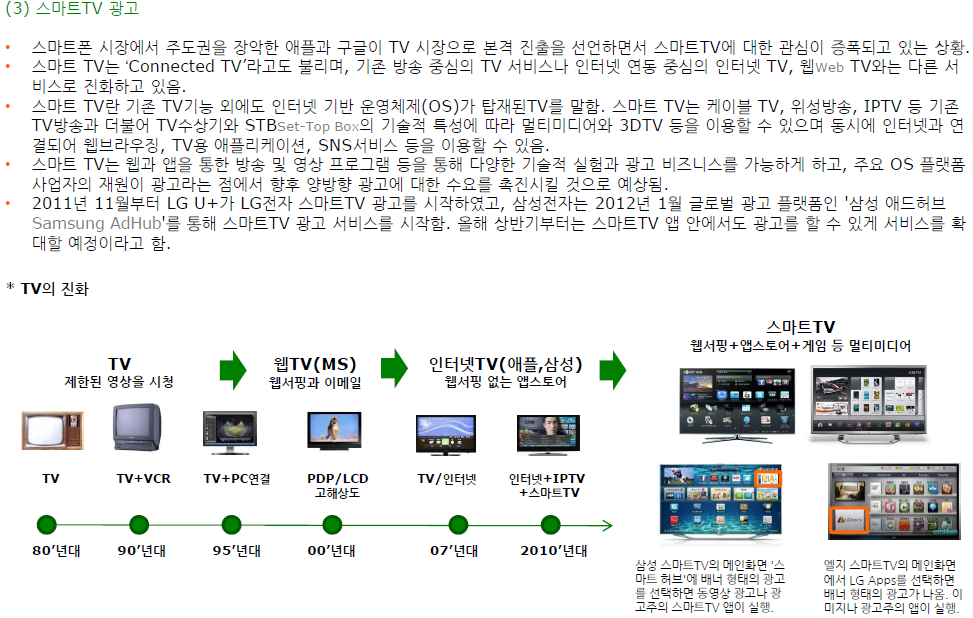 (3) 스마트TV 광고
• 스마트폰 시장에서 주도권을 장악한 애플과 구글이 TV 시장으로 본격 진출을 선언하면서 스마트TV에 대한 관심이 증폭되고 있는 상황.
• 스마트 TV는 ‘Connected TV’라고도 불리며, 기존 방송 중심의 TV 서비스나 인터넷 연동 중심의 인터넷 TV, 웹Web TV와는 다른 서
비스로 진화하고 있음.
• 스마트 TV란 기존 TV기능 외에도 인터넷 기반 운영체제(OS)가 탑재된TV를 말함. 스마트 TV는 케이블 TV, 위성방송, IPTV 등 기존
TV방송과 더불어 TV수상기와 STBSet-Top Box의 기술적 특성에 따라 멀티미디어와 3DTV 등을 이용할 수 있으며 동시에 인터넷과 연
결되어 웹브라우징, TV용 애플리케이션, SNS서비스 등을 이용할 수 있음.
• 스마트 TV는 웹과 앱을 통한 방송 및 영상 프로그램 등을 통해 다양한 기술적 실험과 광고 비즈니스를 가능하게 하고, 주요 OS 플랫폼
사업자의 재원이 광고라는 점에서 향후 양방향 광고에 대한 수요를 촉진시킬 것으로 예상됨.
• 2011년 11월부터 LG U+가 LG전자 스마트TV 광고를 시작하였고, 삼성전자는 2012년 1월 글로벌 광고 플랫폼인 '삼성 애드허브
Samsung AdHub'를 통해 스마트TV 광고 서비스를 시작함. 올해 상반기부터는 스마트TV 앱 안에서도 광고를 할 수 있게 서비스를 확
대할 예정이라고 함.
* TV의 진화
스마트TV
웹서핑+앱스토어+게임 등 멀티미디어
TV
제한된 영상을 시청
웹TV(MS)
웹서핑과 이메일
인터넷TV(애플,삼성)
웹서핑 없는 앱스토어
TV
TV+VCR
TV+PC연결
PDP/LCD
고해상도
TV/인터넷
인터넷+IPTV
+스마트TV
80’년대
90’년대
95’년대
00’년대
07’년대
2010’년대
삼성 스마트TV의 메인화면 '스
마트 허브'에 배너 형태의 광고
를 선택하면 동영상 광고나 광
고주의 스마트TV 앱이 실행.
엘지 스마트TV의 메인화면
에서 LG Apps를 선택하면
배너 형태의 광고가 나옴. 이
미지나 광고주의 앱이 실행.